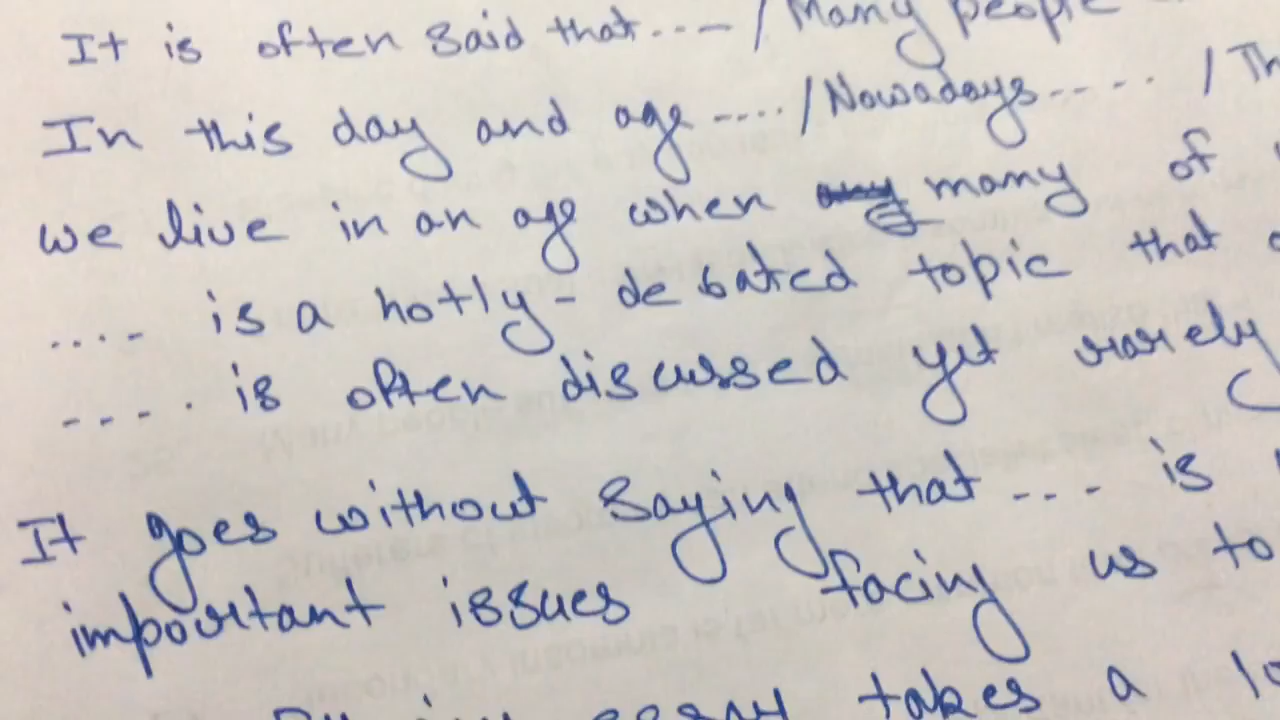 It is often said that...- / Many people
In this day and age -.... / Nowadays..... /
we live in an age when many of
.... is a hotly-debated topic that
---. is often discussed yet rarely
It goes without saying that --- is
important issues facing us to
essay takes a